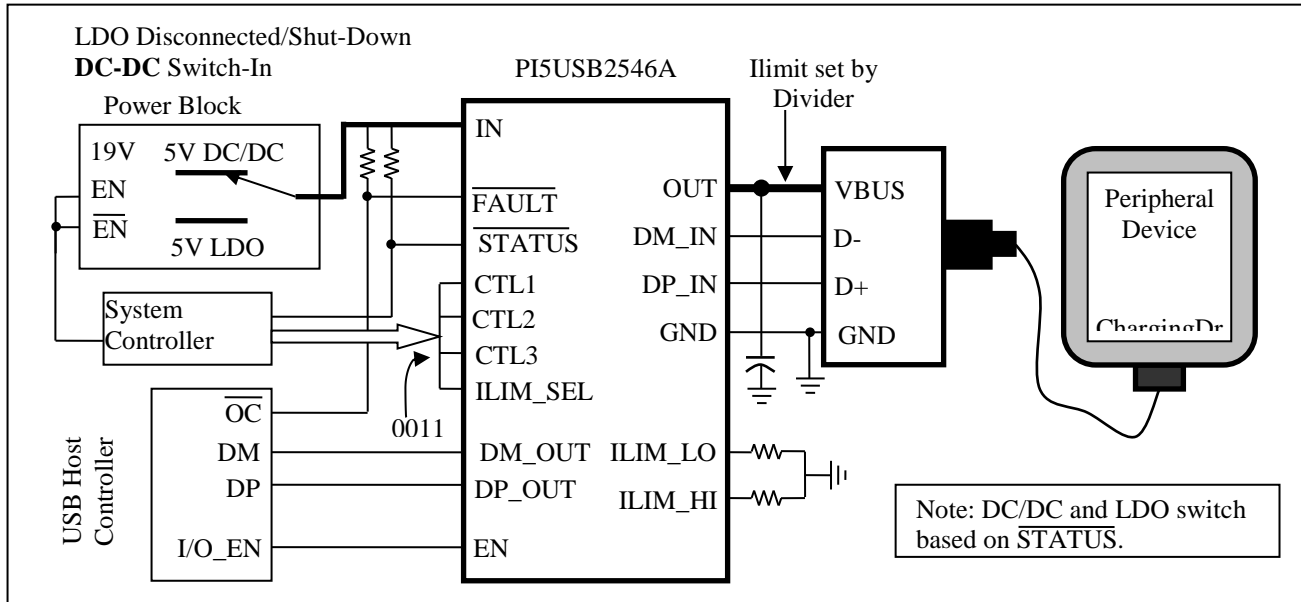 LDO Disconnected/Shut-Down
DC-DC Switch-In
Power Block
19V
5V DC/DC
EN
EN
5V LDO
System
Controller
USB Host
Controller
OC
DM
DP
I/O_EN
0011
PI5USB2546A
IN
FAULT
STATUS
CTL1
CTL2
CTL3
ILIM_SEL
DM_OUT
DP_OUT
EN
OUT
DM_IN
DP_IN
GND
ILIM_LO
ILIM_HI
Ilimit set by
Divider
VBUS
D-
D+
GND
Peripheral
Device
ChargingDr
Note: DC/DC and LDO switch
based on STATUS.